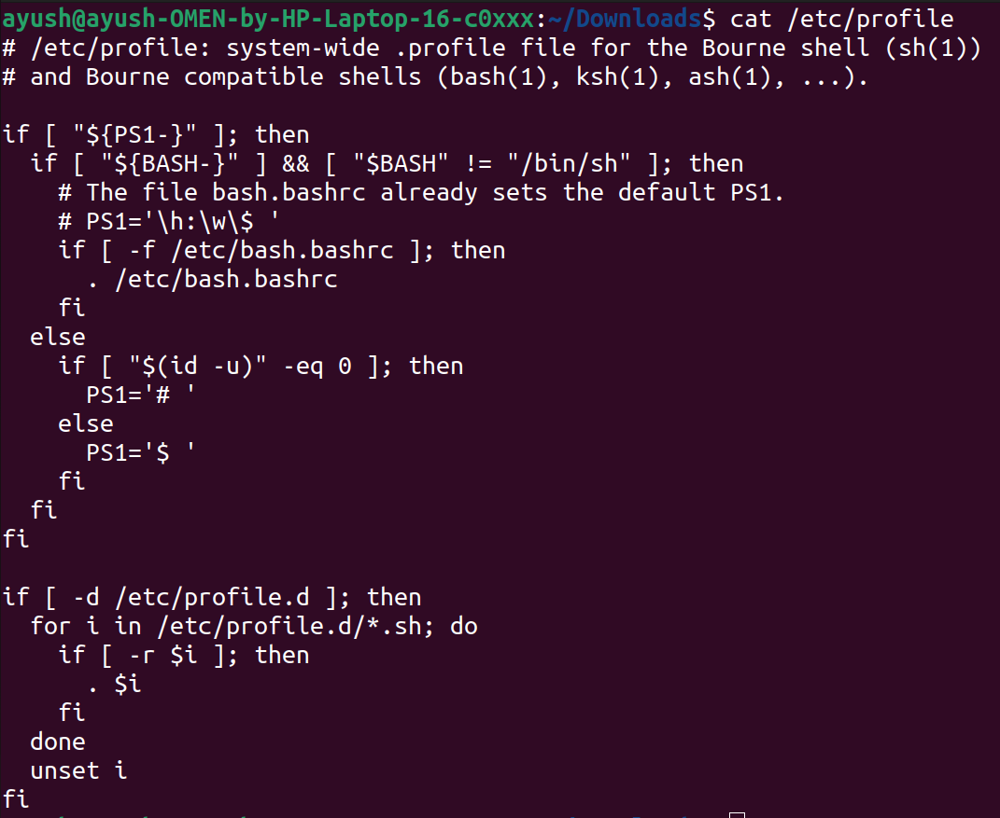 ayush@ayush-OMEN-by-HP-Laptop-16-c0xxx:~/Downloads$ cat /etc/profile
# /etc/profile: system-wide .profile file for the Bourne shell (sh(1))
# and Bourne compatible shells (bash(1), ksh(1), ash(1), ...).

if [ "${PS1-}" ]; then
  if [ "${BASH-}" ] && [ "$BASH" != "/bin/sh" ]; then
    # The file bash.bashrc already sets the default PS1.
    # PS1='\h:\w\$ '
    if [ -f /etc/bash.bashrc ]; then
      . /etc/bash.bashrc
    fi
  else
    if [ "$(id -u)" -eq 0 ]; then
      PS1='# '
    else
      PS1='$ '
    fi
  fi
fi

if [ -d /etc/profile.d ]; then
  for i in /etc/profile.d/*.sh; do
    if [ -r $i ]; then
      . $i
    fi
  done
  unset i
fi